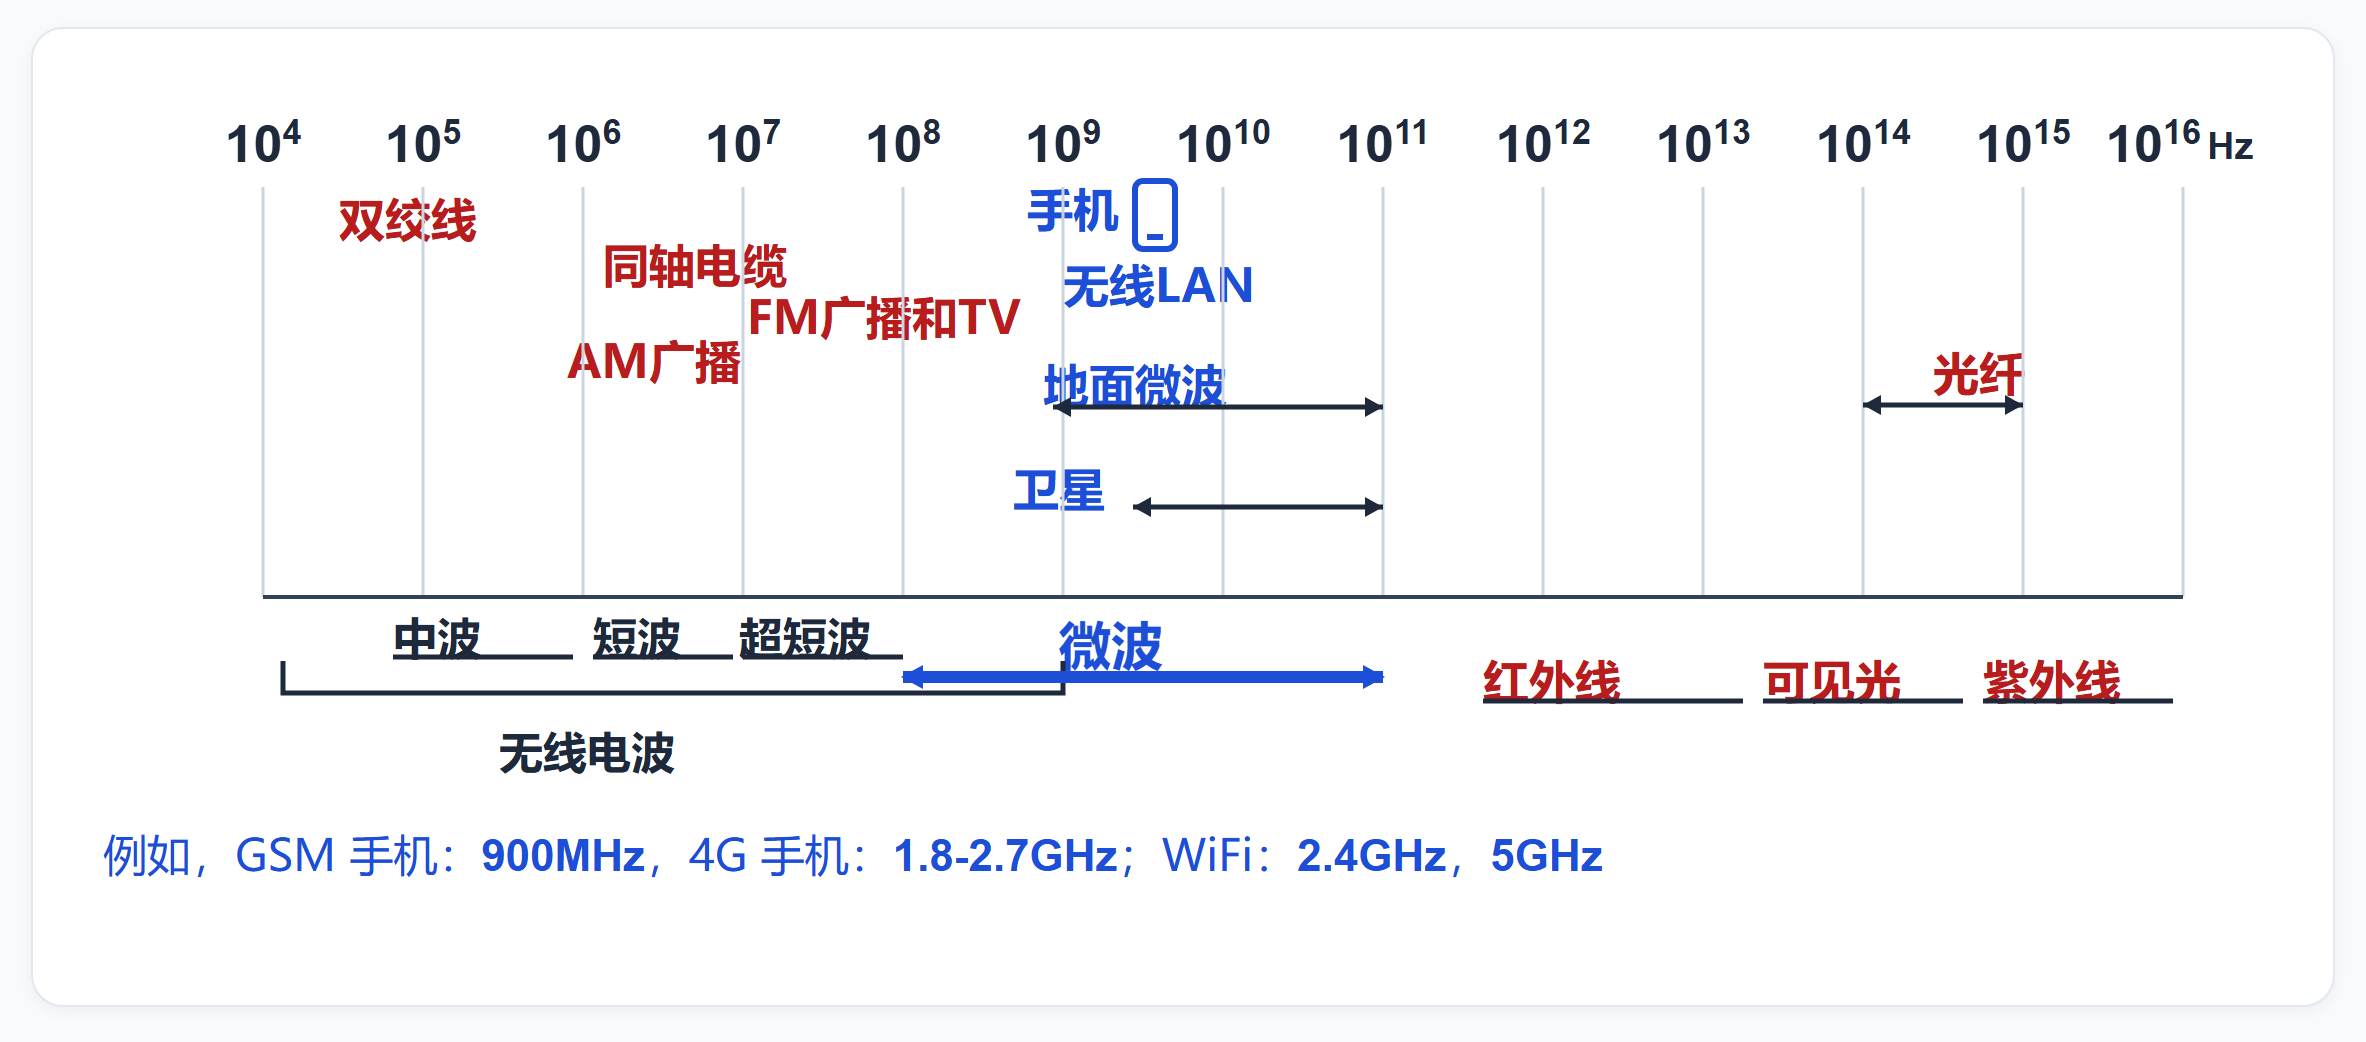 10⁴ 10⁵ 10⁶ 10⁷ 10⁸ 10⁹ 10¹⁰ 10¹¹ 10¹² 10¹³ 10¹⁴ 10¹⁵ 10¹⁶ Hz
双绞线
手机
同轴电缆
无线LAN
FM广播和TV
AM广播
地面微波
光纤
卫星
中波 短波 超短波 微波
红外线 可见光 紫外线
无线电波
例如，GSM 手机：900MHz，4G 手机：1.8-2.7GHz；WiFi：2.4GHz，5GHz